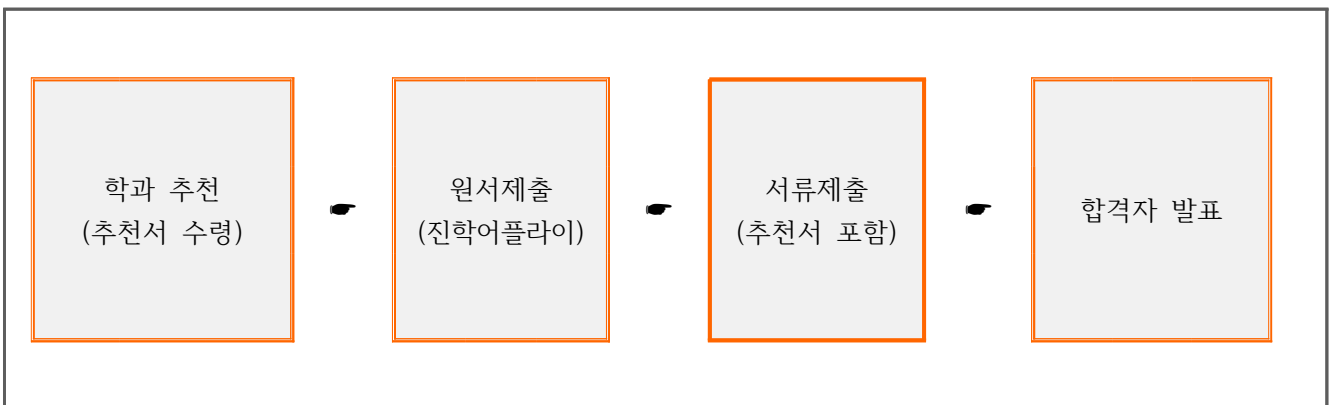 학과 추천
(추천서 수령)
☛
원서제출
(진학어플라이)
☛
서류제출
(추천서 포함)
☛
합격자 발표